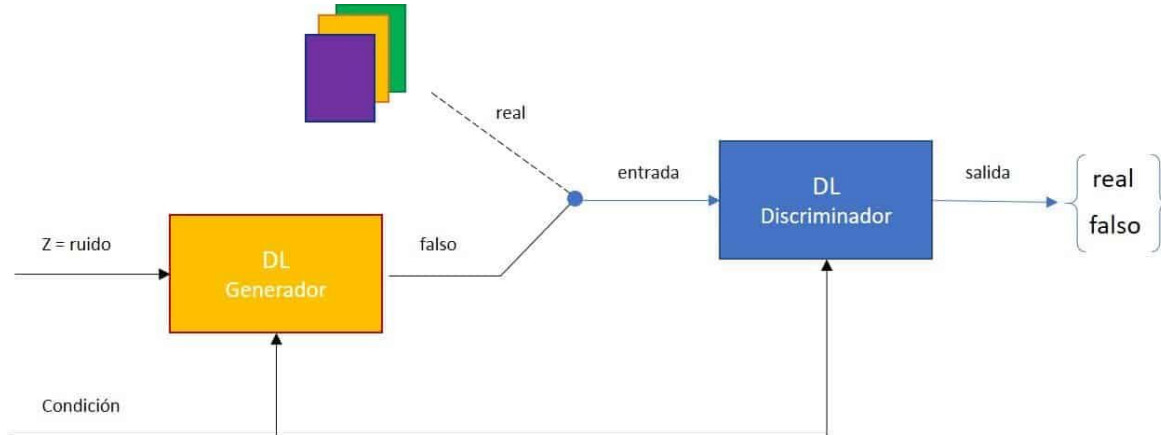 real
entrada
DL
Discriminador
salida
real
falso
Z = ruido
DL
Generador
falso
Condición